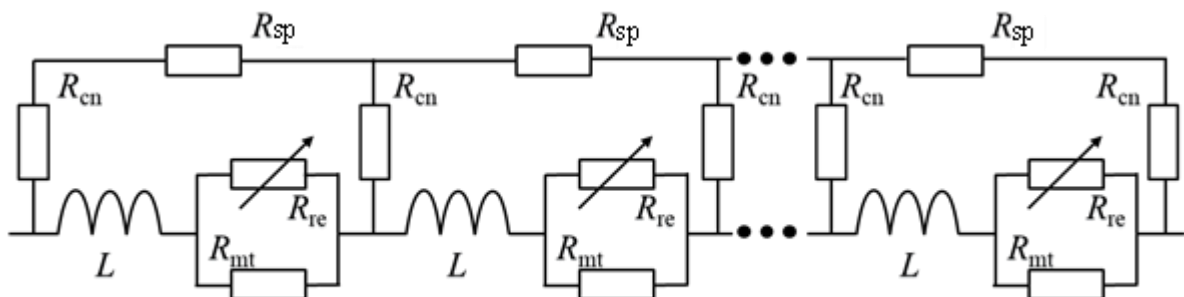 Rsp Rsp Rsp
Rcn Rcn Rcn Rcn Rcn
Rre Rre Rre
L Rmt L Rmt L Rmt